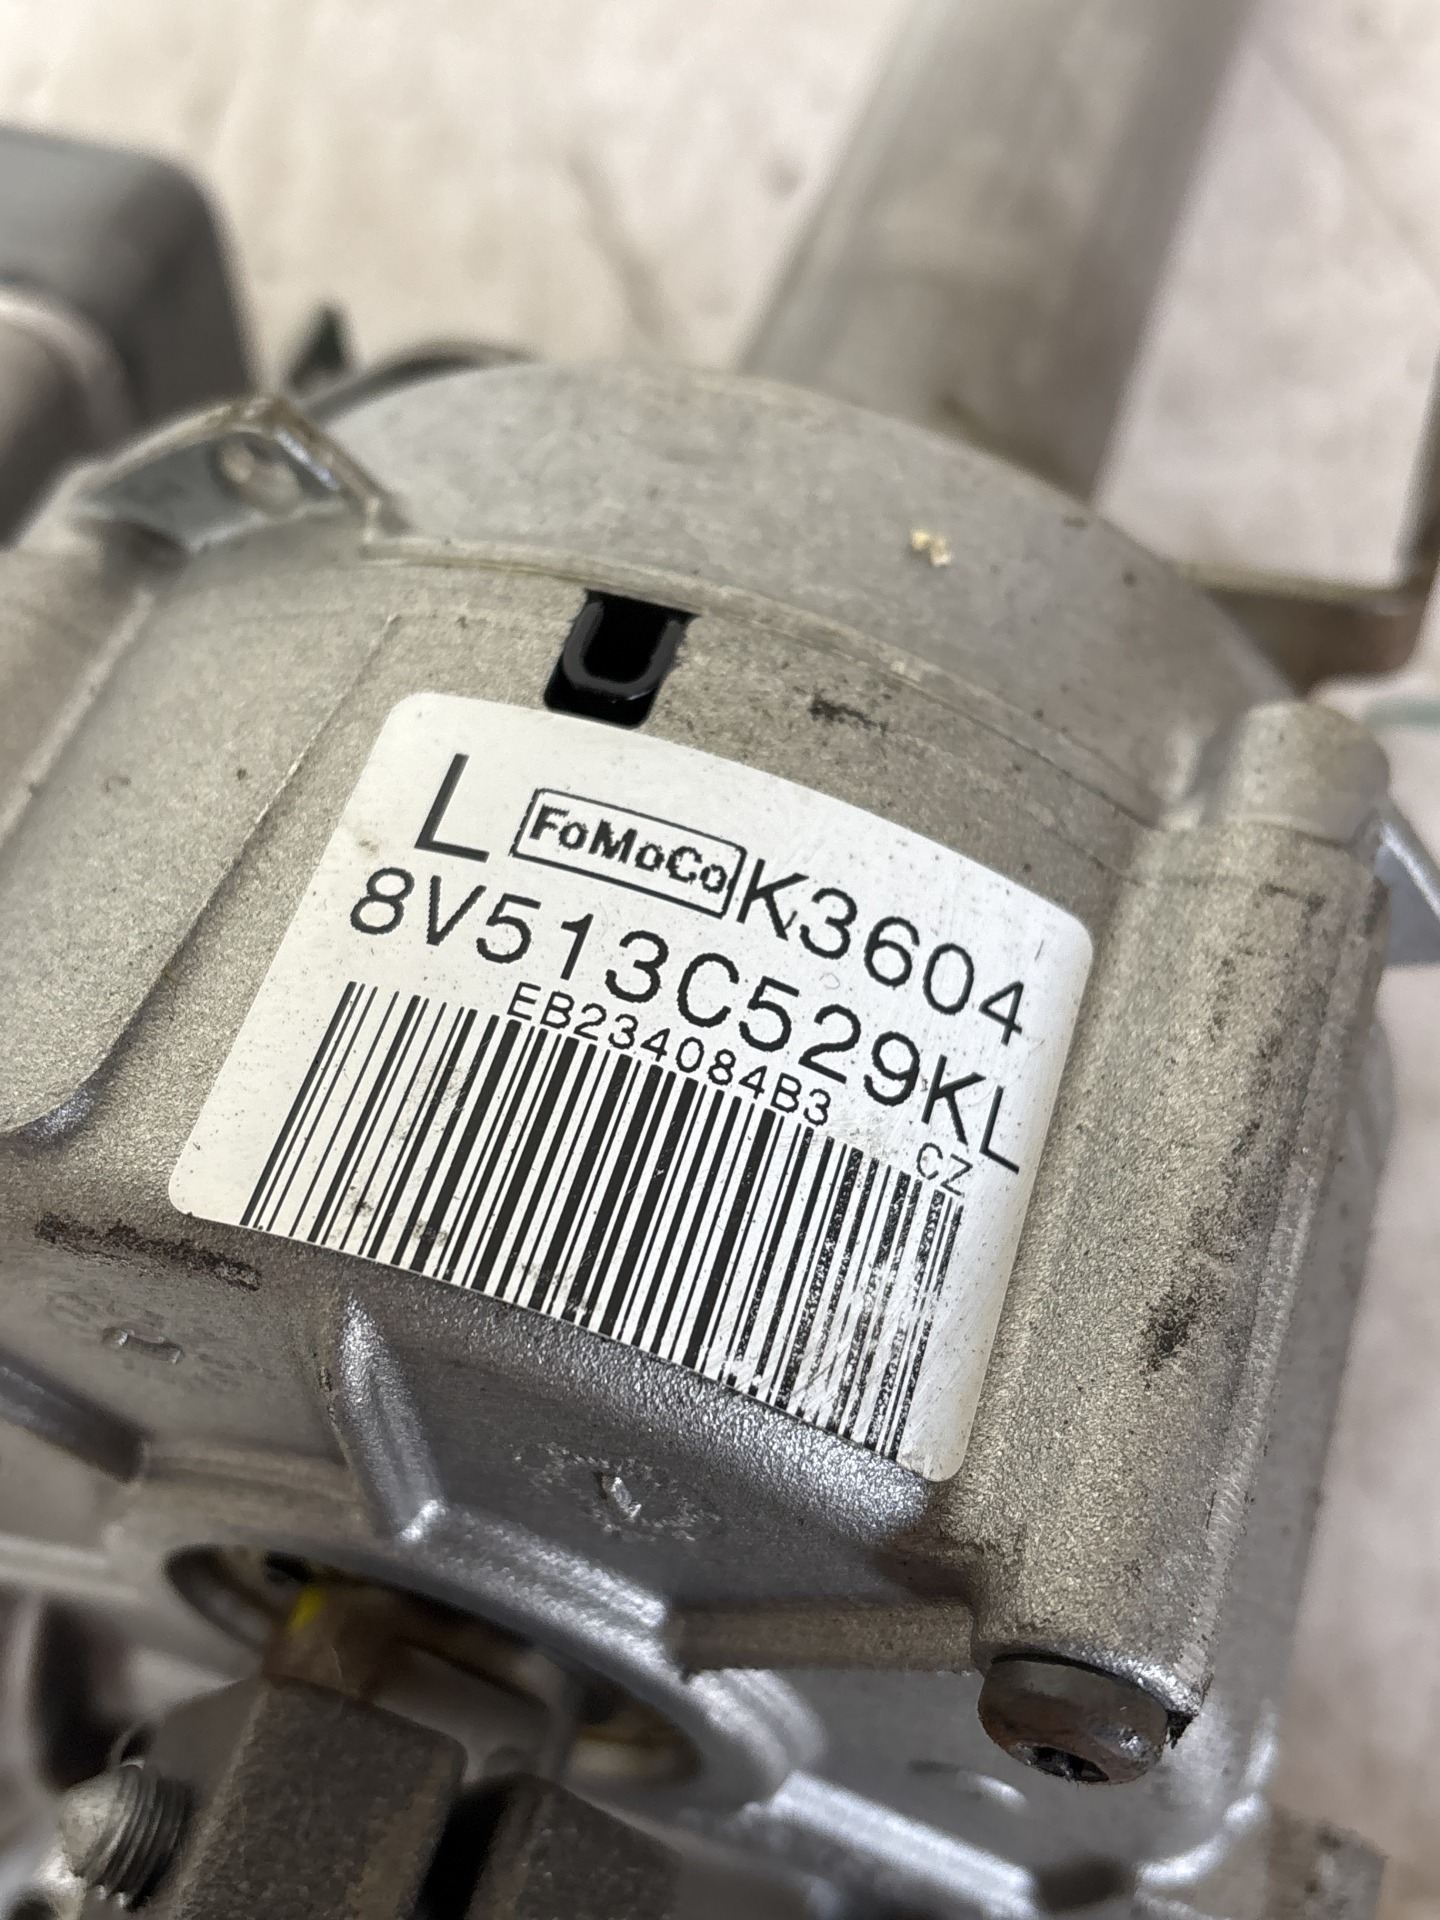 L FoMoCo K3604
8V513C529KL
EB234084B3
CZ